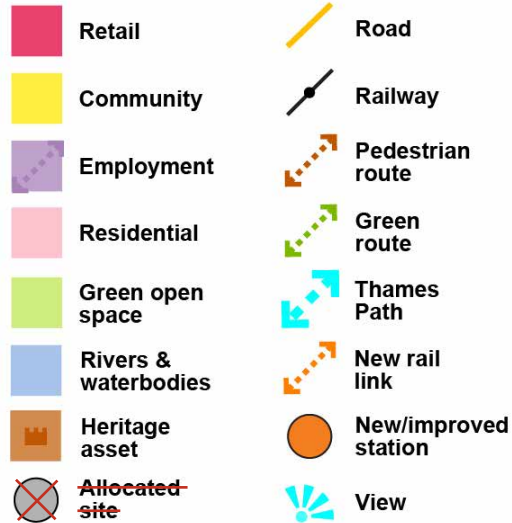 Retail
Community
Employment
Residential
Green open
space
Rivers &
waterbodies
Heritage
asset
Allocated
site
Road
Railway
Pedestrian
route
Green
route
Thames
Path
New rail
link
New/improved
station
View